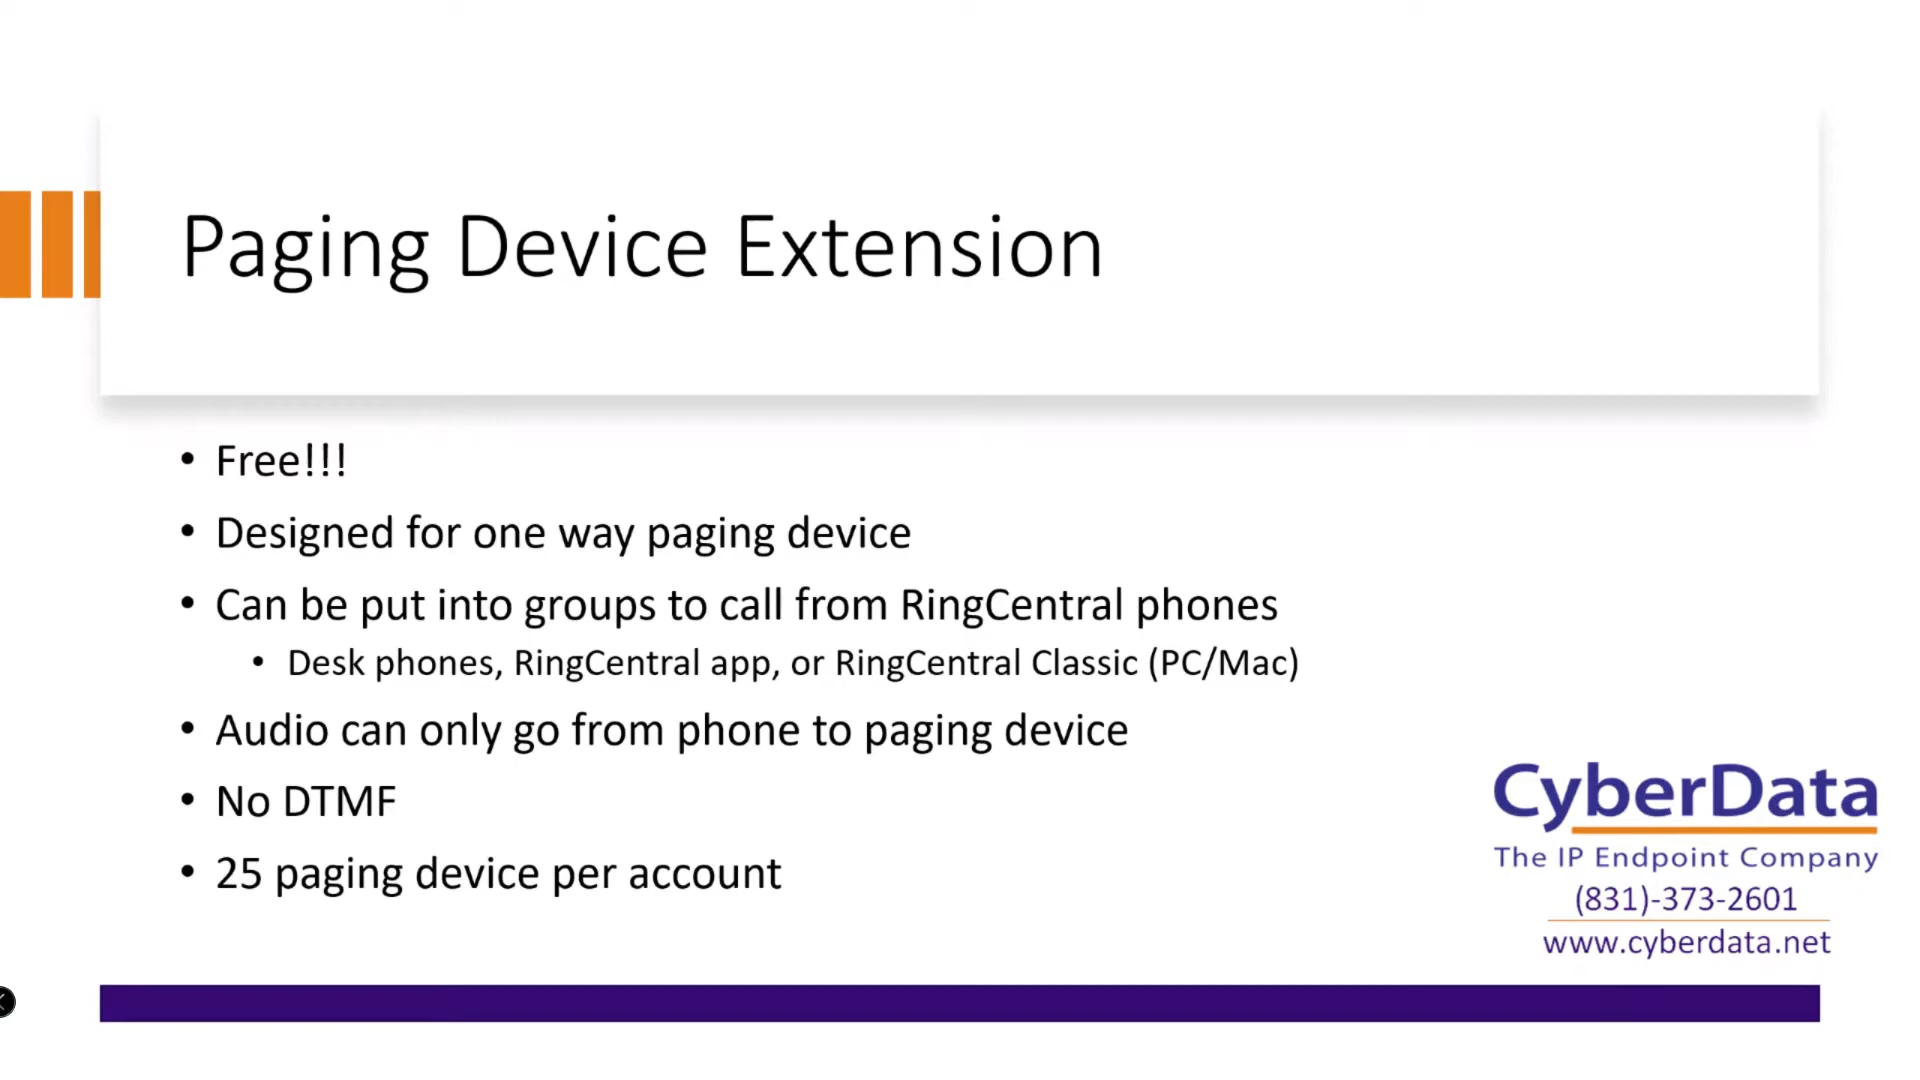 Paging Device Extension
• Free!!!
• Designed for one way paging device
• Can be put into groups to call from RingCentral phones
• Desk phones, RingCentral app, or RingCentral Classic (PC/Mac)
• Audio can only go from phone to paging device
• No DTMF
• 25 paging device per account
CyberData
The IP Endpoint Company
(831)-373-2601
www.cyberdata.net